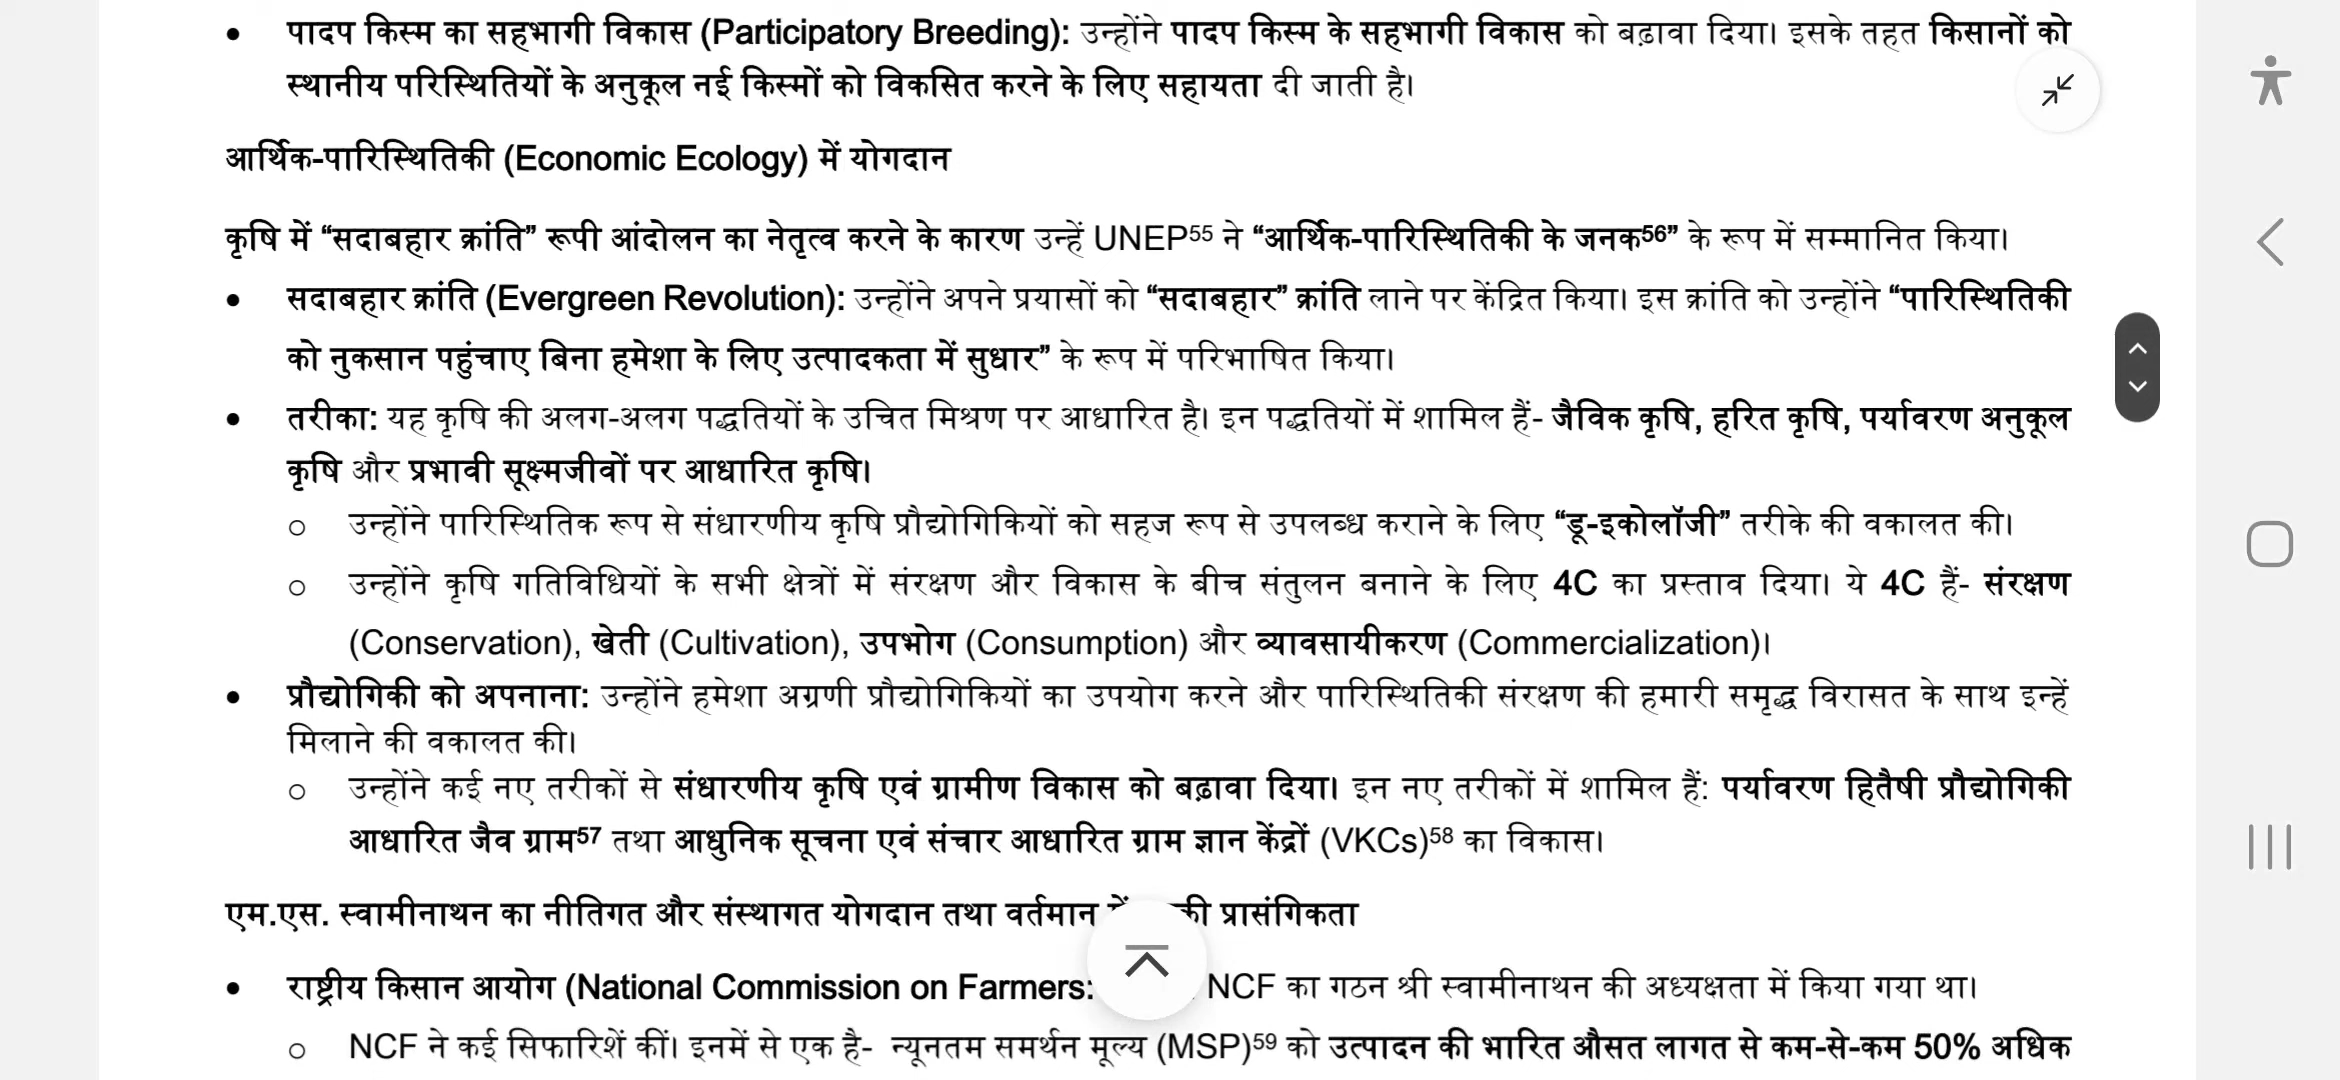 • पादप किस्म का सहभागी विकास (Participatory Breeding): उन्होंने पादप किस्म के सहभागी विकास को बढ़ावा दिया। इसके तहत किसानों को
स्थानीय परिस्थितियों के अनुकूल नई किस्मों को विकसित करने के लिए सहायता दी जाती है।
आर्थिक-पारिस्थितिकी (Economic Ecology) में योगदान
कृषि में “सदाबहार क्रांति” रूपी आंदोलन का नेतृत्व करने के कारण उन्हें UNEP55 ने “आर्थिक-पारिस्थितिकी के जनक56” के रूप में सम्मानित किया।
• सदाबहार क्रांति (Evergreen Revolution): उन्होंने अपने प्रयासों को “सदाबहार” क्रांति लाने पर केंद्रित किया। इस क्रांति को उन्होंने “पारिस्थितिकी
को नुकसान पहुंचाए बिना हमेशा के लिए उत्पादकता में सुधार” के रूप में परिभाषित किया।
• तरीका: यह कृषि की अलग-अलग पद्धतियों के उचित मिश्रण पर आधारित है। इन पद्धतियों में शामिल हैं- जैविक कृषि, हरित कृषि, पर्यावरण अनुकूल
कृषि और प्रभावी सूक्ष्मजीवों पर आधारित कृषि।
o उन्होंने पारिस्थितिक रूप से संधारणीय कृषि प्रौद्योगिकियों को सहज रूप से उपलब्ध कराने के लिए “डू-इकोलॉजी” तरीके की वकालत की।
o उन्होंने कृषि गतिविधियों के सभी क्षेत्रों में संरक्षण और विकास के बीच संतुलन बनाने के लिए 4C का प्रस्ताव दिया। ये 4C हैं- संरक्षण
(Conservation), खेती (Cultivation), उपभोग (Consumption) और व्यावसायीकरण (Commercialization)।
• प्रौद्योगिकी को अपनाना: उन्होंने हमेशा अग्रणी प्रौद्योगिकियों का उपयोग करने और पारिस्थितिकी संरक्षण की हमारी समृद्ध विरासत के साथ इन्हें
मिलाने की वकालत की।
o उन्होंने कई नए तरीकों से संधारणीय कृषि एवं ग्रामीण विकास को बढ़ावा दिया। इन नए तरीकों में शामिल हैं: पर्यावरण हितैषी प्रौद्योगिकी
आधारित जैव ग्राम57 तथा आधुनिक सूचना एवं संचार आधारित ग्राम ज्ञान केंद्रों (VKCs)58 का विकास।
एम.एस. स्वामीनाथन का नीतिगत और संस्थागत योगदान तथा वर्तमान प्रासंगिकता
• राष्ट्रीय किसान आयोग (National Commission on Farmers: NCF का गठन श्री स्वामीनाथन की अध्यक्षता में किया गया था।
o NCF ने कई सिफारिशें कीं। इनमें से एक है- न्यूनतम समर्थन मूल्य (MSP)59 को उत्पादन की भारित औसत लागत से कम-से-कम 50% अधिक